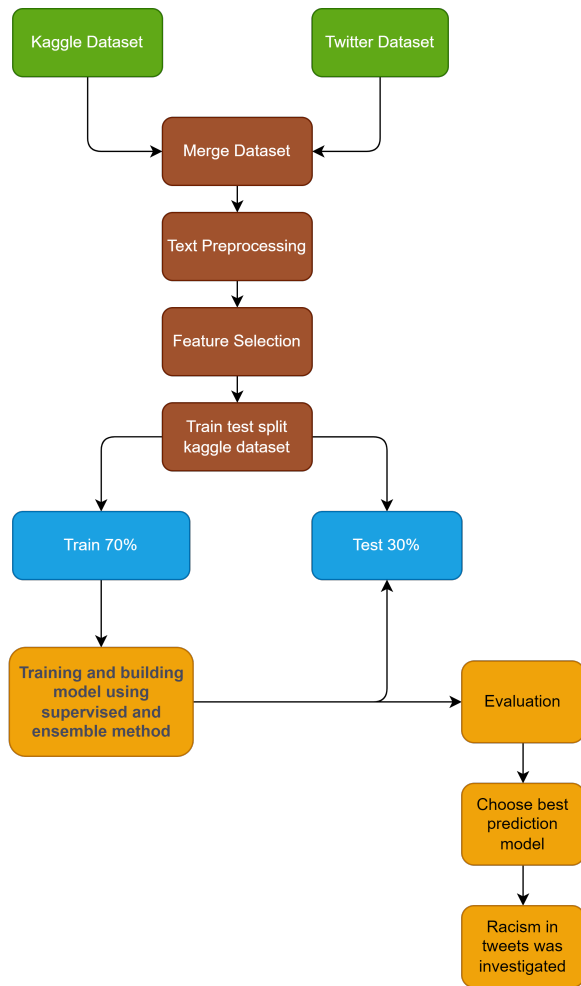 Kaggle Dataset
Twitter Dataset
Merge Dataset
Text Preprocessing
Feature Selection
Train test split
kaggle dataset
Train 70%
Test 30%
Training and building
model using
supervised and
ensemble method
Evaluation
Choose best
prediction
model
Racism in
tweets was
investigated